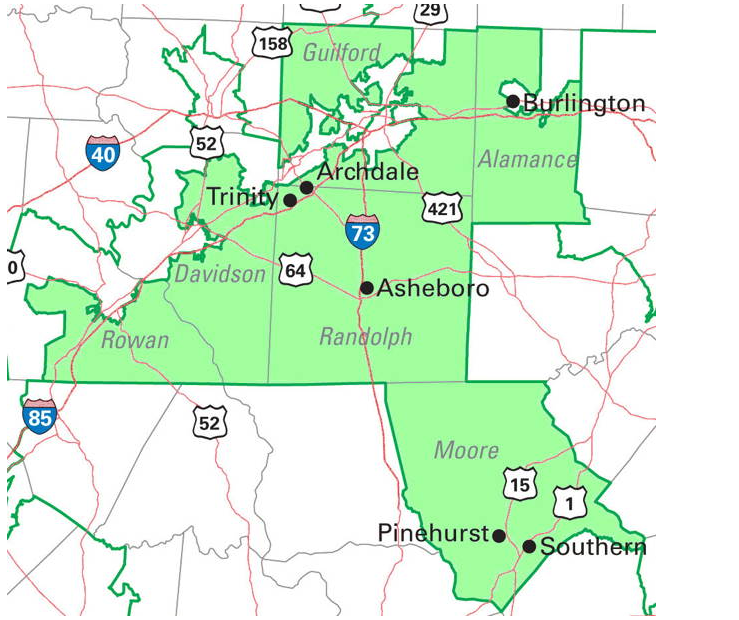 29
158
Guilford
Burlington
52
40
Alamance
Archdale
Trinity
421
73
0
Davidson
64
Asheboro
Rowan
Randolph
85
52
Moore
15
1
Pinehurst
Southern